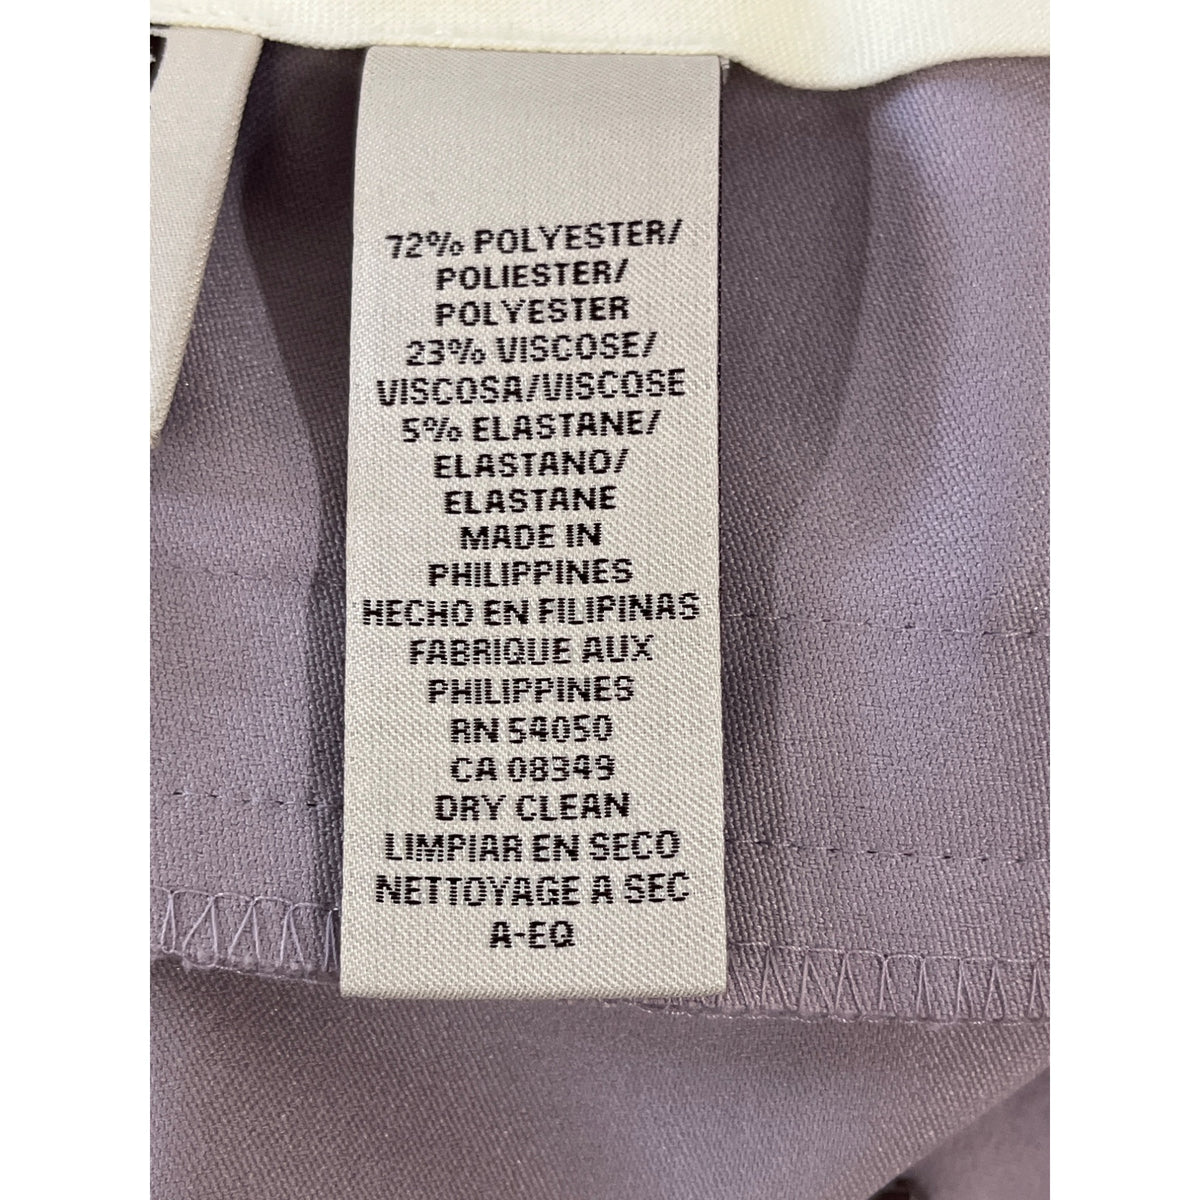 72% POLYESTER/
POLIESTER/
POLYESTER
23% VISCOSE/
VISCOSA/VISCOSE
5% ELASTANE/
ELASTANO/
ELASTANE
MADE IN
PHILIPPINES
HECHO EN FILIPINAS
FABRIQUE AUX
PHILIPPINES
RN 54050
CA 08349
DRY CLEAN
LIMPIAR EN SECO
NETTOYAGE A SEC
A-EQ